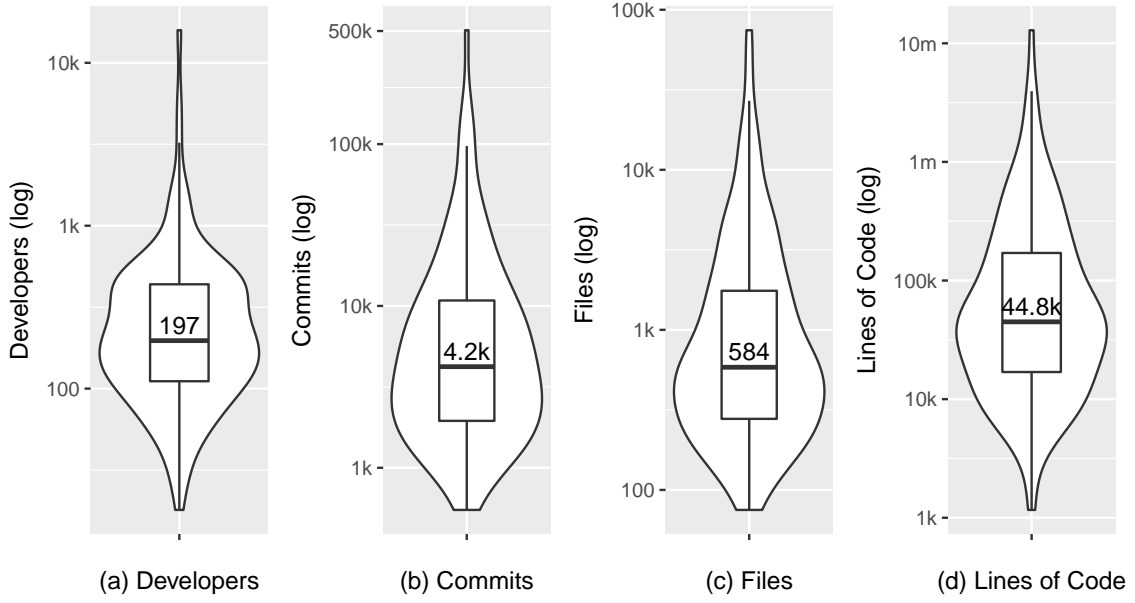 Developers (log)
10k
1k
100
197
(a) Developers
Commits (log)
500k
100k
10k
1k
4.2k
(b) Commits
Files (log)
100k
10k
1k
100
584
(c) Files
Lines of Code (log)
10m
1m
100k
10k
1k
44.8k
(d) Lines of Code